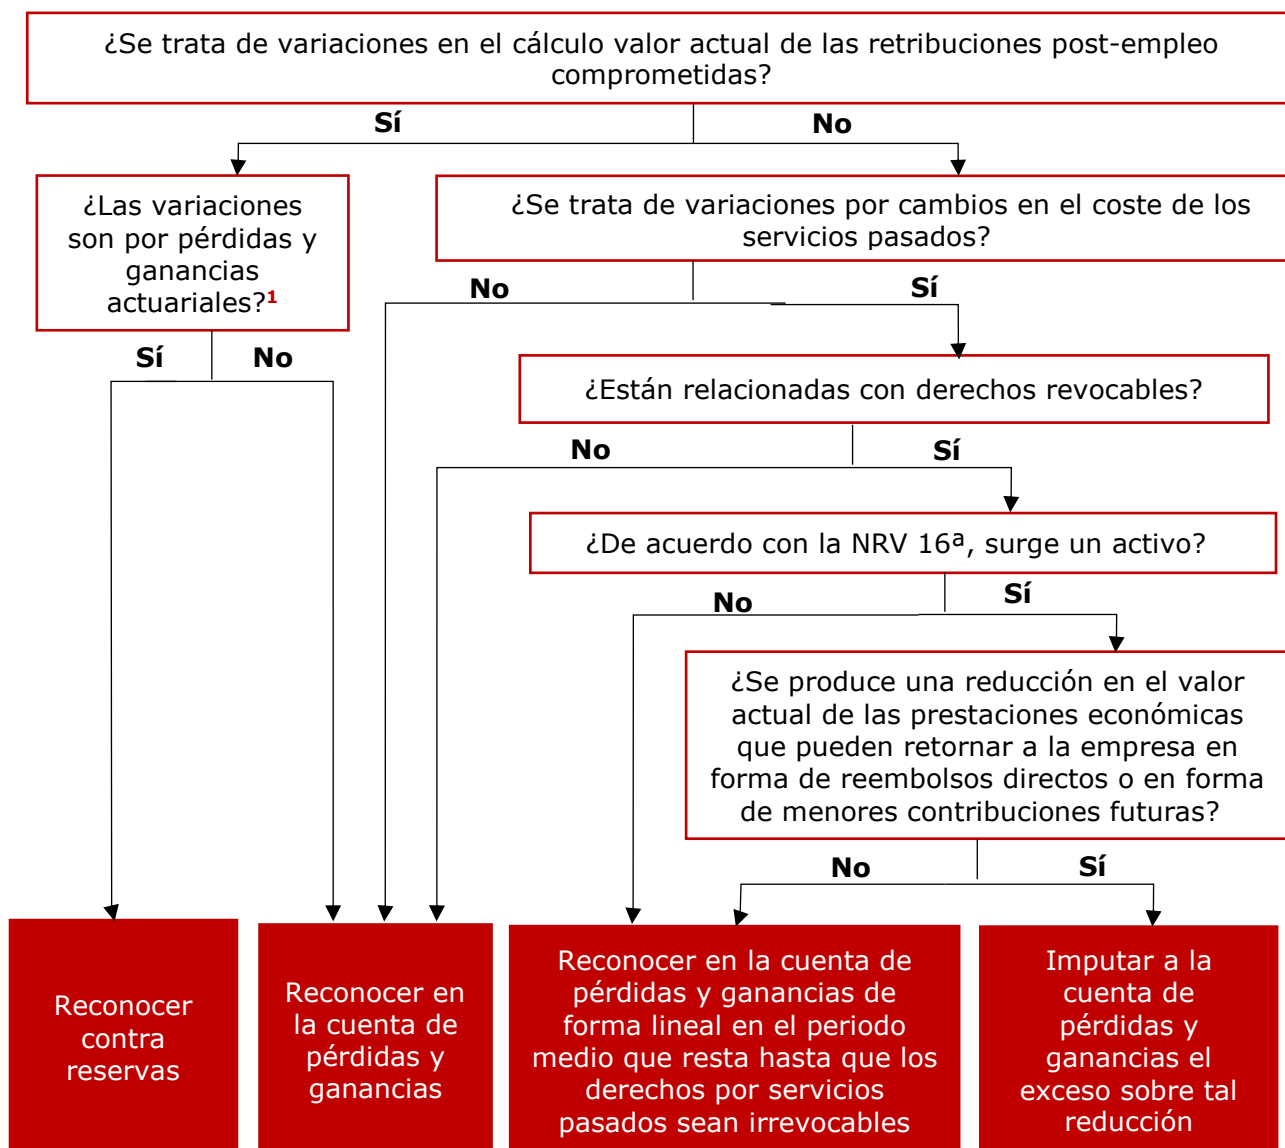 ¿Se trata de variaciones en el cálculo valor actual de las retribuciones post-empleo
comprometidas?
Sí
No
¿Las variaciones
son por pérdidas y
ganancias
actuariales?1
¿Se trata de variaciones por cambios en el coste de los
servicios pasados?
No
Sí
Sí
No
¿Están relacionadas con derechos revocables?
No
Sí
¿De acuerdo con la NRV 16ª, surge un activo?
No
Sí
¿Se produce una reducción en el valor
actual de las prestaciones económicas
que pueden retornar a la empresa en
forma de reembolsos directos o en forma
de menores contribuciones futuras?
No
Sí
Reconocer
contra
reservas
Reconocer en
la cuenta de
pérdidas y
ganancias
Reconocer en la cuenta de
pérdidas y ganancias de
forma lineal en el periodo
medio que resta hasta que los
derechos por servicios
pasados sean irrevocables
Imputar a la
cuenta de
pérdidas y
ganancias el
exceso sobre tal
reducción